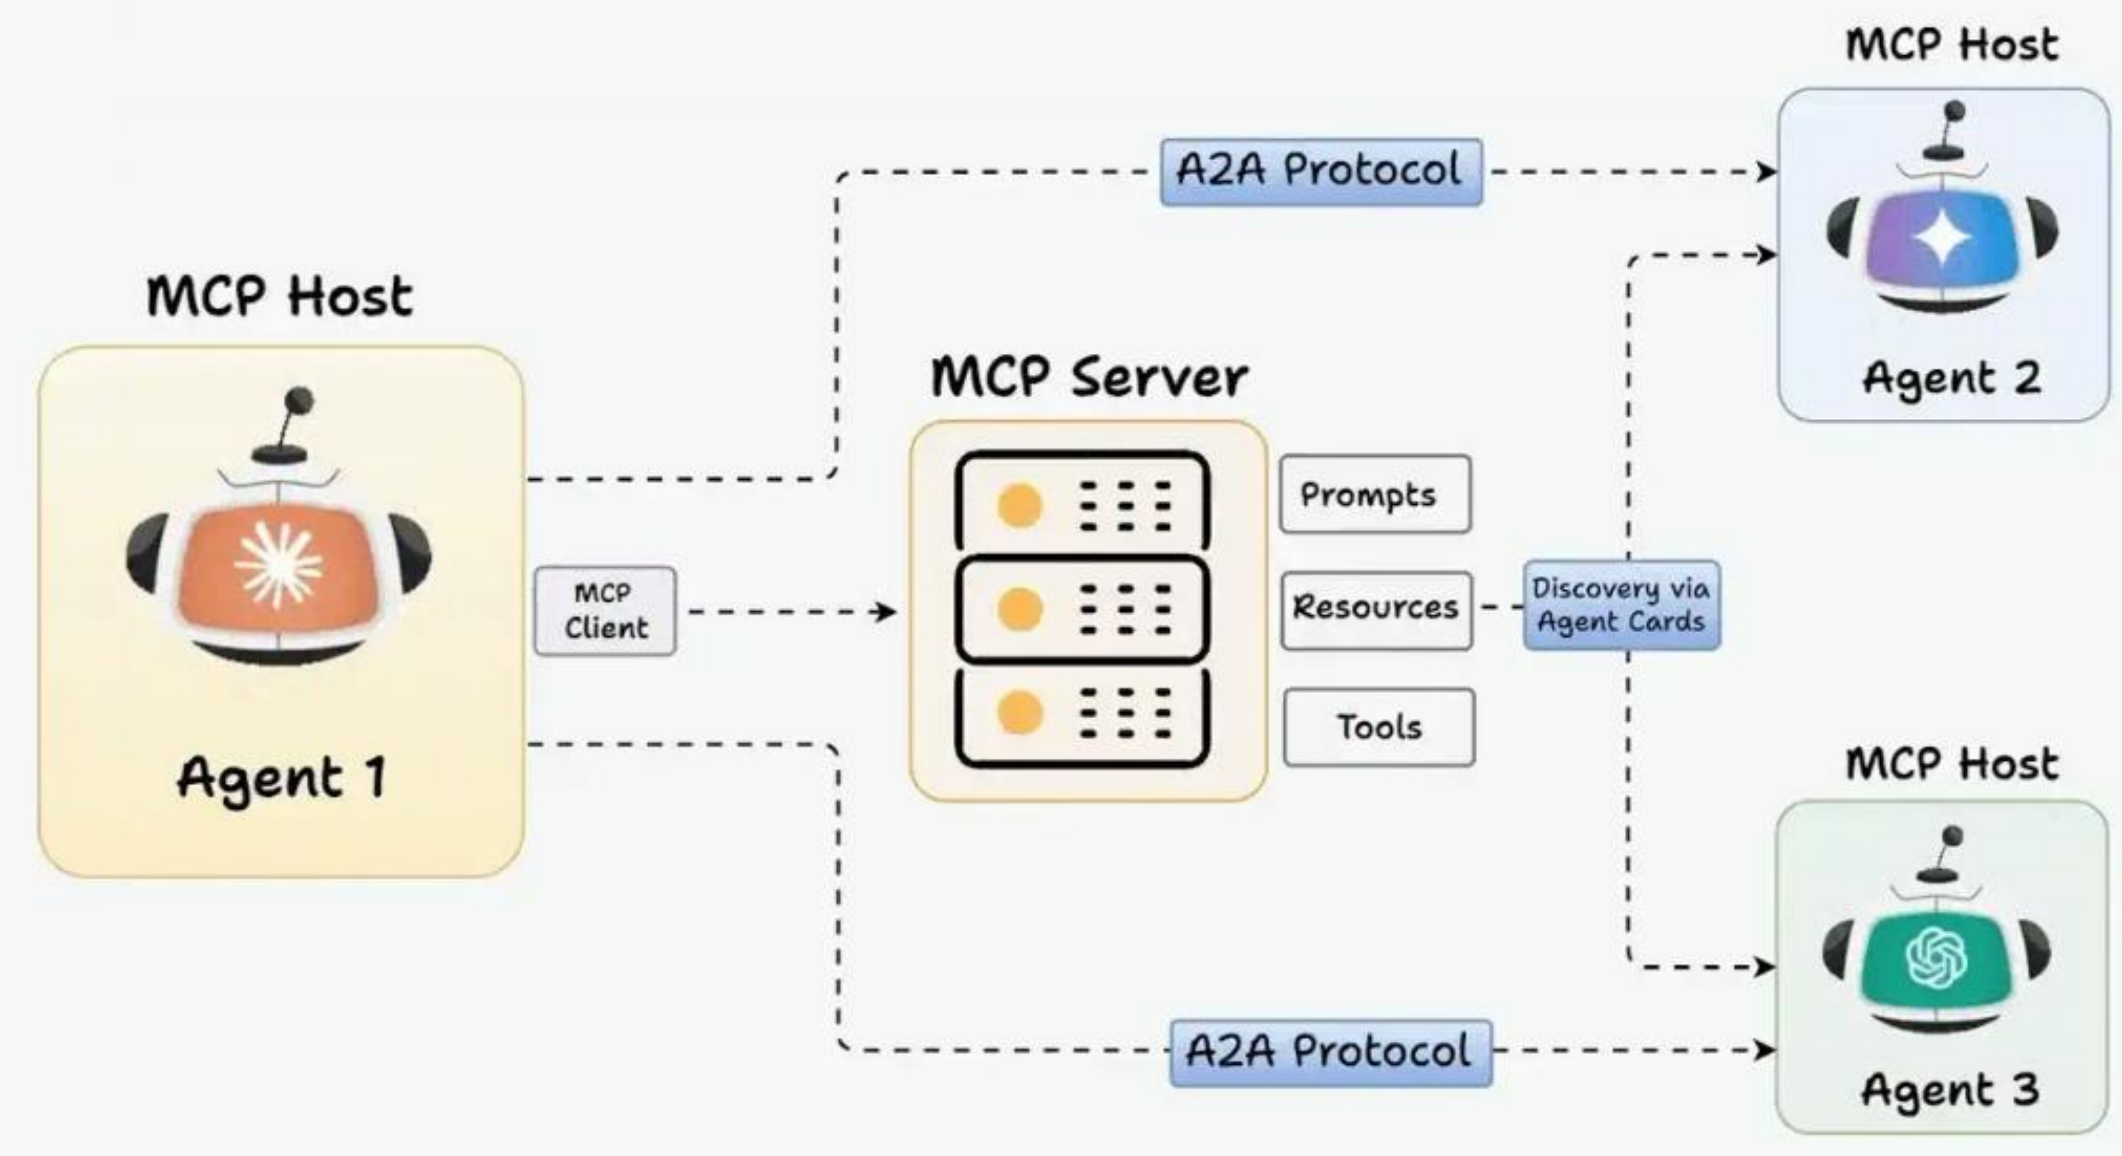 MCP Host
A2A Protocol
MCP Host
MCP Server
Agent 2
Prompts
MCP
Client
Resources
Discovery via
Agent Cards
Tools
Agent 1
MCP Host
A2A Protocol
Agent 3